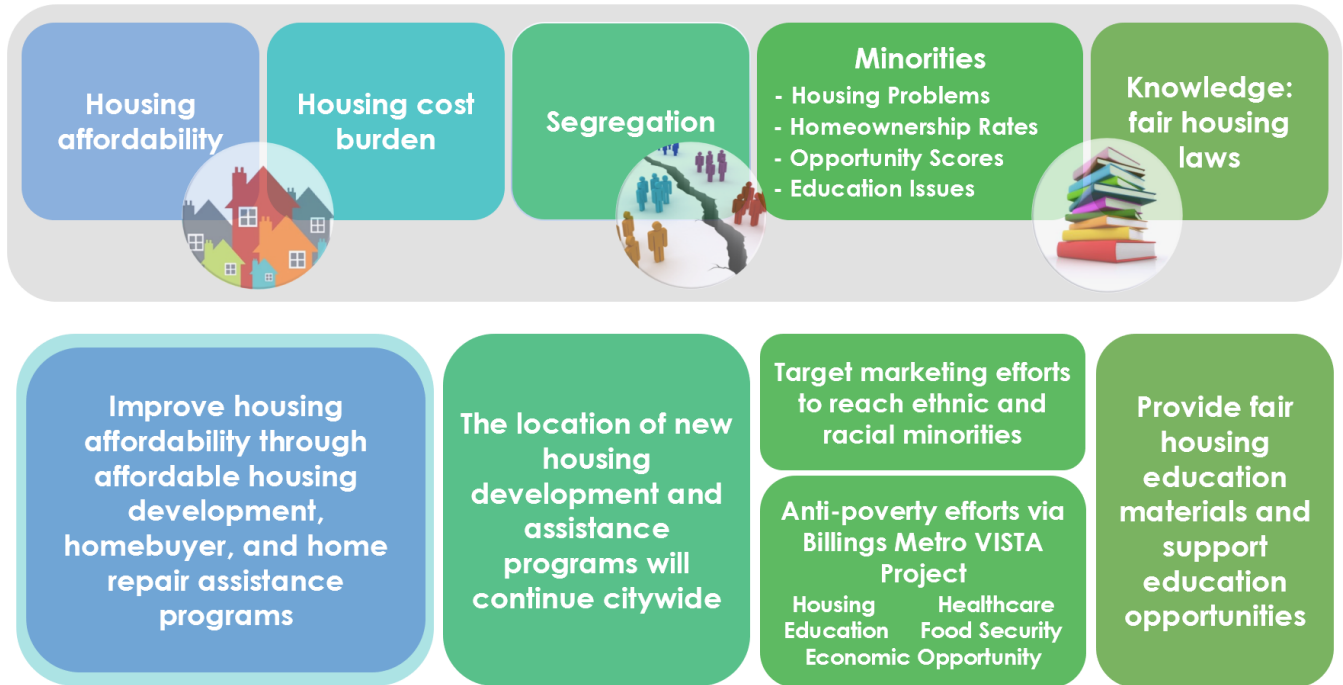 Housing
affordability
Housing cost
burden
Segregation
Minorities
- Housing Problems
- Homeownership Rates
- Opportunity Scores
- Education Issues
Knowledge:
fair housing
laws
Improve housing
affordability through
affordable housing
development,
homebuyer, and home
repair assistance
programs
The location of new
housing
development and
assistance
programs will
continue citywide
Target marketing efforts
to reach ethnic and
racial minorities
Anti-poverty efforts via
Billings Metro VISTA
Project
Housing Healthcare
Education Food Security
Economic Opportunity
Provide fair
housing
education
materials and
support
education
opportunities